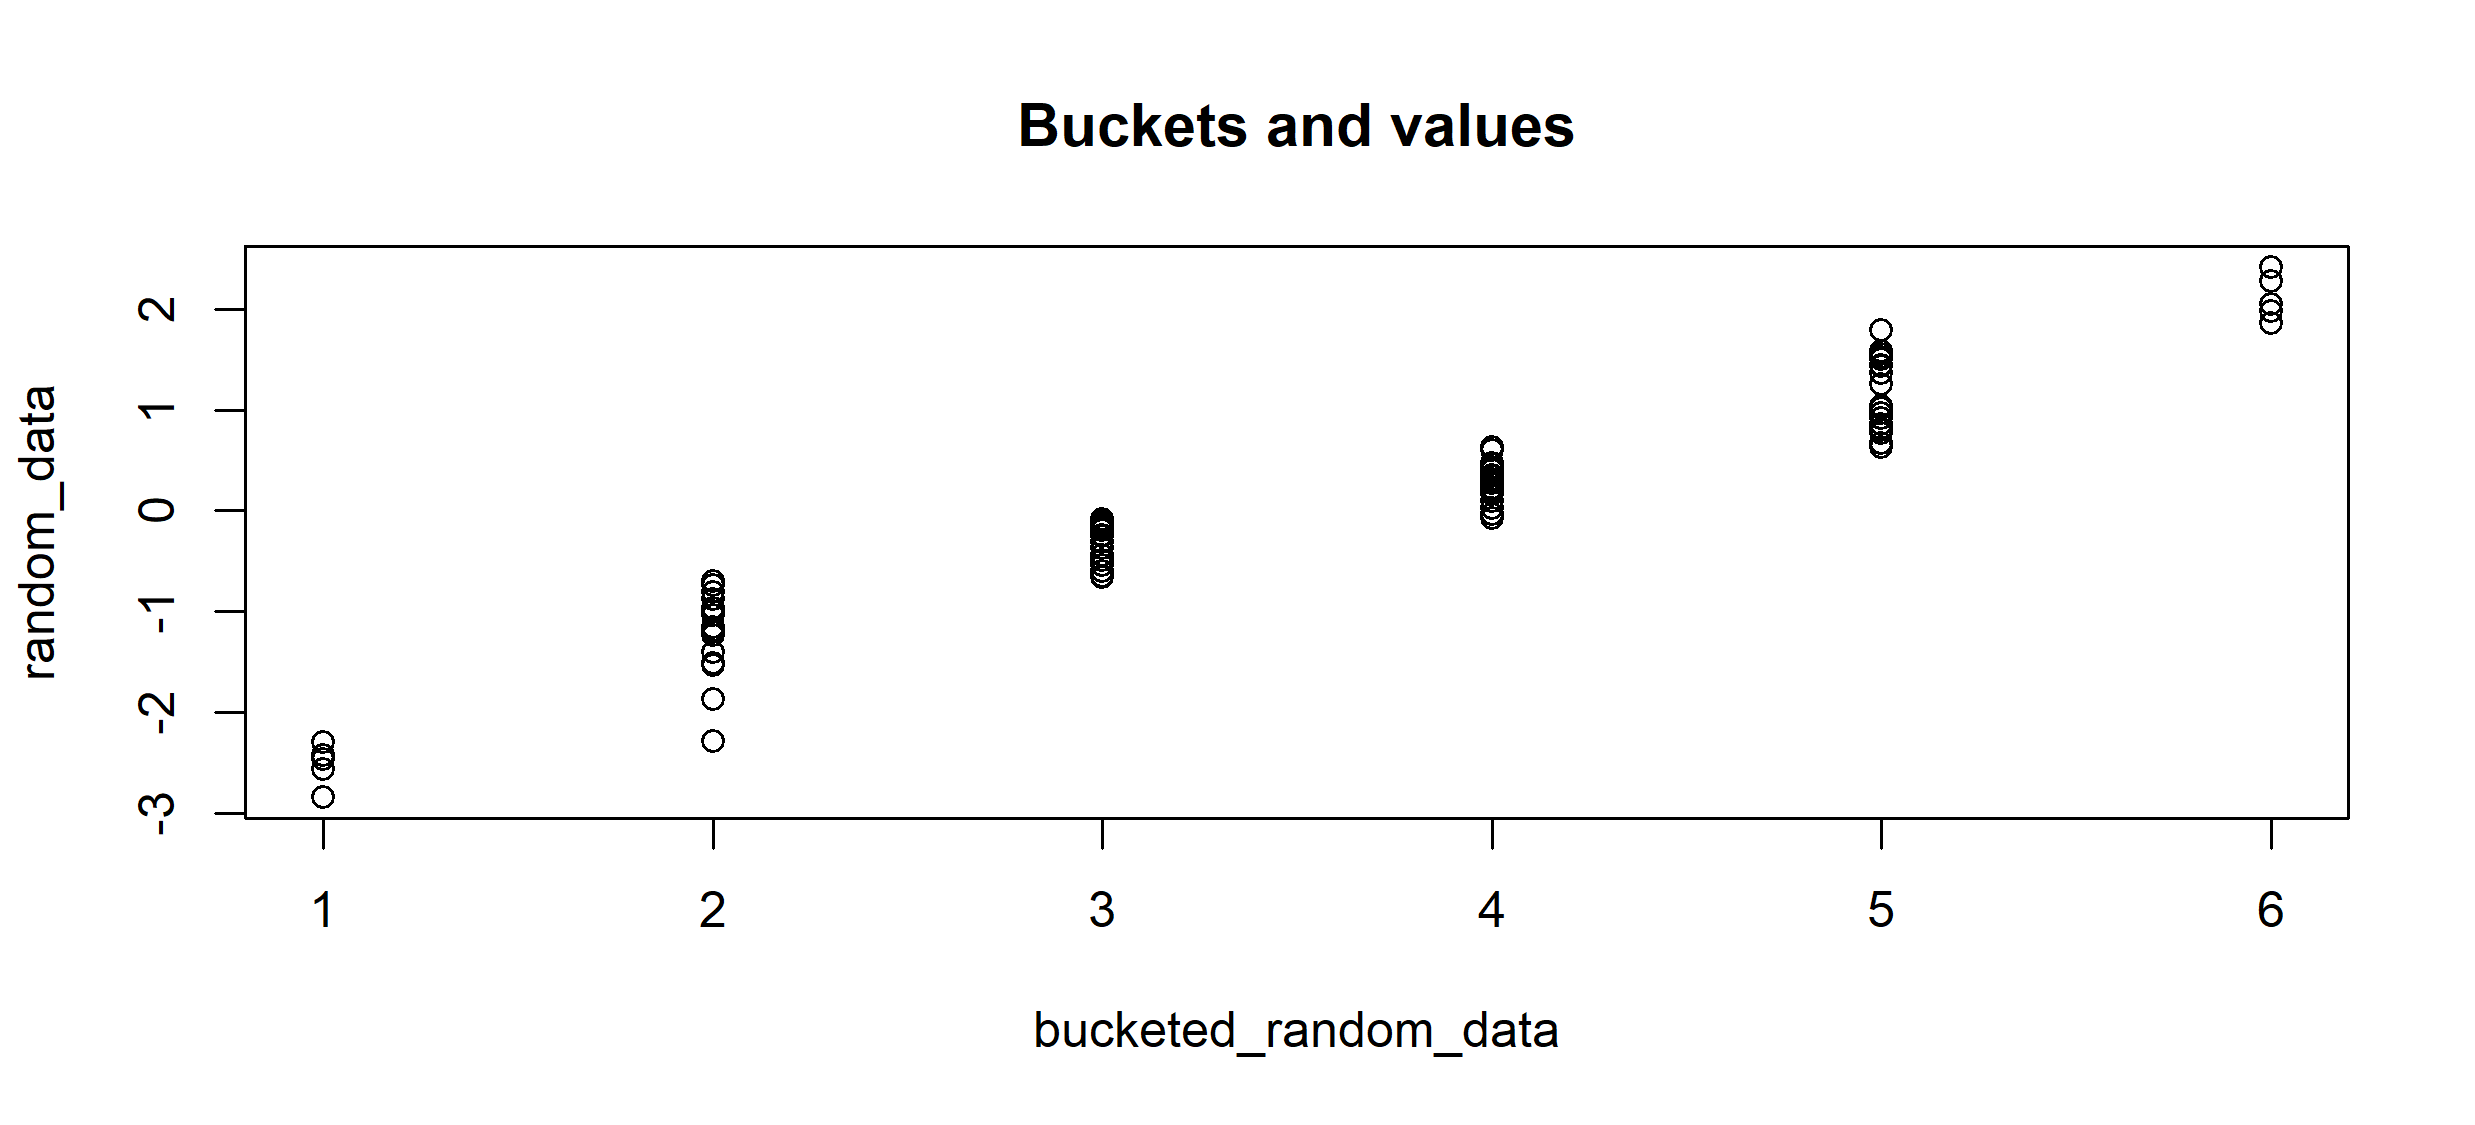 Buckets and values
random_data
2
1
0
-1
-2
-3
1 2 3 4 5 6
bucketed_random_data